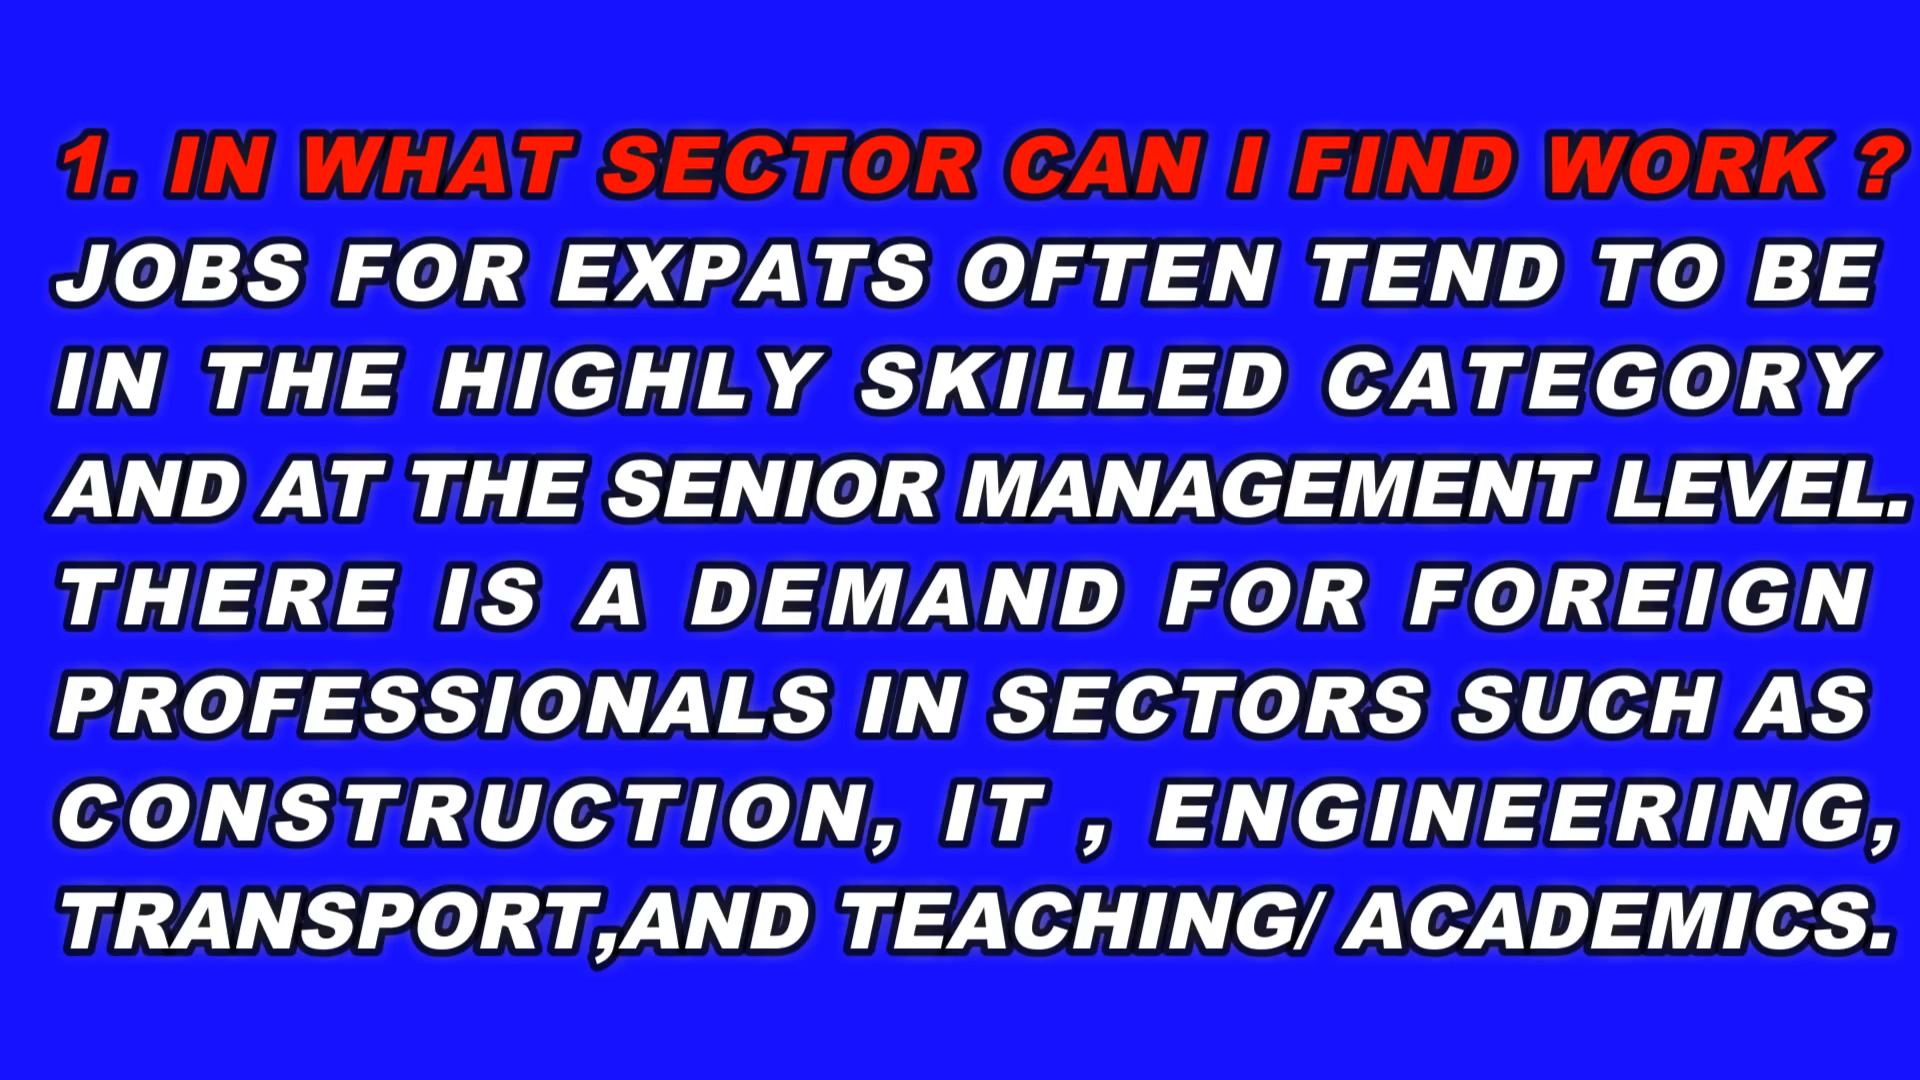 1. IN WHAT SECTOR CAN I FIND WORK ?
JOBS FOR EXPATS OFTEN TEND TO BE
IN THE HIGHLY SKILLED CATEGORY
AND AT THE SENIOR MANAGEMENT LEVEL.
THERE IS A DEMAND FOR FOREIGN
PROFESSIONALS IN SECTORS SUCH AS
CONSTRUCTION, IT , ENGINEERING,
TRANSPORT,AND TEACHING/ ACADEMICS.